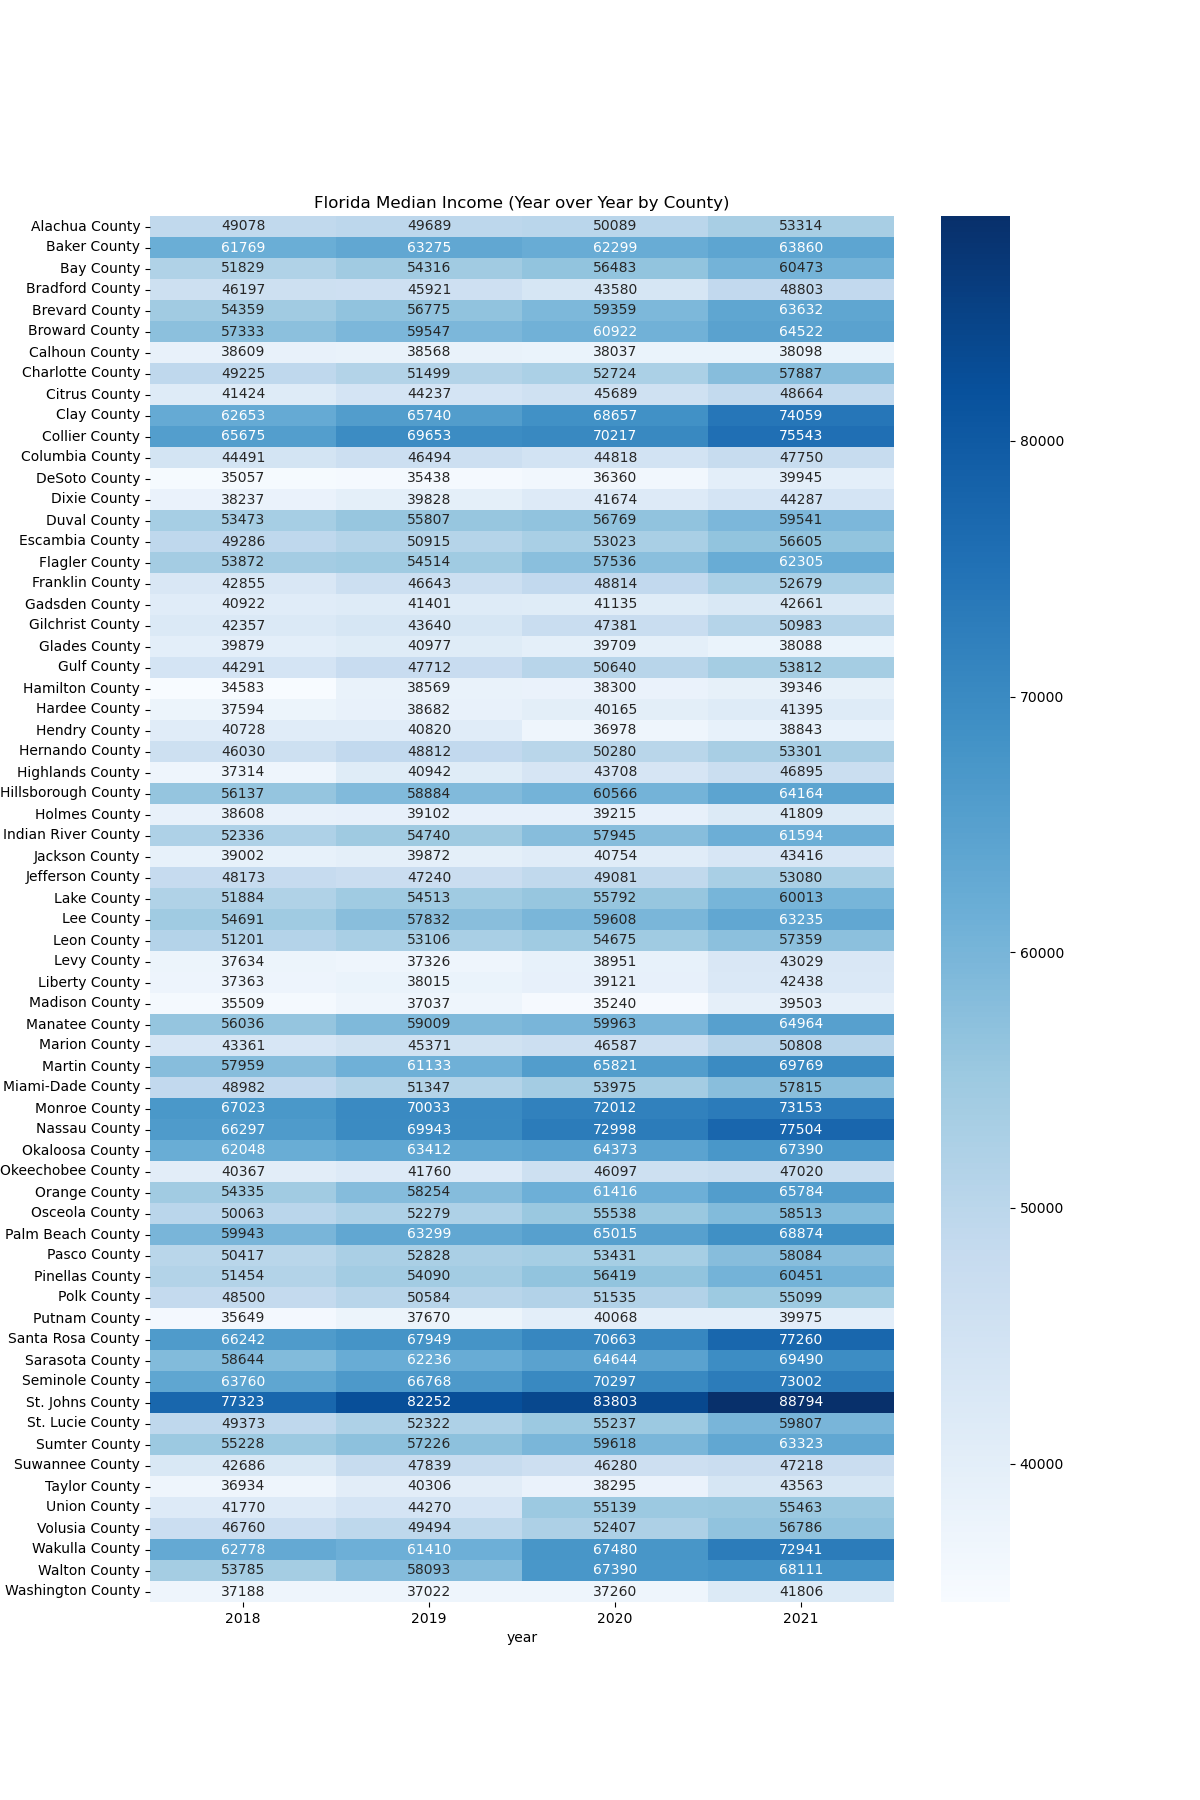 Florida Median Income (Year over Year by County)
Alachua County 49078 49689 50089 53314
Baker County 61769 63275 62299 63860
Bay County 51829 54316 56483 60473
Bradford County 46197 45921 43580 48803
Brevard County 54359 56775 59359 63632
Broward County 57333 59547 60922 64522
Calhoun County 38609 38568 38037 38098
Charlotte County 49225 51499 52724 57887
Citrus County 41424 44237 45689 48664
Clay County 62653 65740 68657 74059
Collier County 65675 69653 70217 75543
80000
Columbia County 44491 46494 44818 47750
DeSoto County 35057 35438 36360 39945
Dixie County 38237 39828 41674 44287
Duval County 53473 55807 56769 59541
Escambia County 49286 50915 53023 56605
Flagler County 53872 54514 57536 62305
Franklin County 42855 46643 48814 52679
Gadsden County 40922 41401 41135 42661
Gilchrist County 42357 43640 47381 50983
Glades County 39879 40977 39709 38088
Gulf County 44291 47712 50640 53812
Hamilton County 34583 38569 38300 39346
70000
Hardee County 37594 38682 40165 41395
Hendry County 40728 40820 36978 38843
Hernando County 46030 48812 50280 53301
Highlands County 37314 40942 43708 46895
Hillsborough County 56137 58884 60566 64164
Holmes County 38608 39102 39215 41809
Indian River County 52336 54740 57945 61594
Jackson County 39002 39872 40754 43416
Jefferson County 48173 47240 49081 53080
Lake County 51884 54513 55792 60013
Lee County 54691 57832 59608 63235
Leon County 51201 53106 54675 57359
60000
Levy County 37634 37326 38951 43029
Liberty County 37363 38015 39121 42438
Madison County 35509 37037 35240 39503
Manatee County 56036 59009 59963 64964
Marion County 43361 45371 46587 50808
Martin County 57959 61133 65821 69769
Miami-Dade County 48982 51347 53975 57815
Monroe County 67023 70033 72012 73153
Nassau County 66297 69943 72998 77504
Okaloosa County 62048 63412 64373 67390
Okeechobee County 40367 41760 46097 47020
Orange County 54335 58254 61416 65784
50000
Osceola County 50063 52279 55538 58513
Palm Beach County 59943 63299 65015 68874
Pasco County 50417 52828 53431 58084
Pinellas County 51454 54090 56419 60451
Polk County 48500 50584 51535 55099
Putnam County 35649 37670 40068 39975
Santa Rosa County 66242 67949 70663 77260
Sarasota County 58644 62236 64644 69490
Seminole County 63760 66768 70297 73002
St. Johns County 77323 82252 83803 88794
St. Lucie County 49373 52322 55237 59807
Sumter County 55228 57226 59618 63323
Suwannee County 42686 47839 46280 47218
40000
Taylor County 36934 40306 38295 43563
Union County 41770 44270 55139 55463
Volusia County 46760 49494 52407 56786
Wakulla County 62778 61410 67480 72941
Walton County 53785 58093 67390 68111
Washington County 37188 37022 37260 41806
2018 2019 2020 2021
year